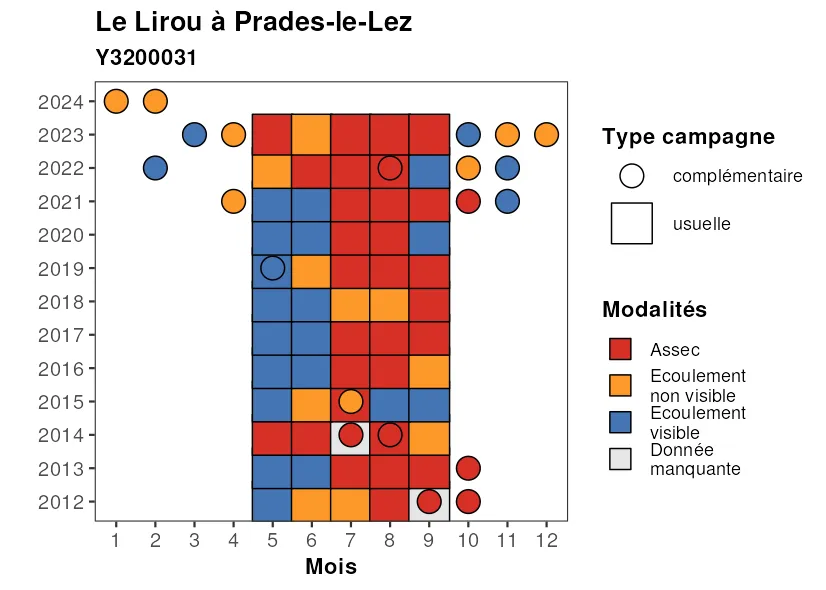 Le Lirou à Prades-le-Lez
Y3200031
2024
2023
2022
2021
2020
2019
2018
2017
2016
2015
2014
2013
2012
1 2 3 4 5 6 7 8 9 10 11 12
Mois
Type campagne
complémentaire
usuelle
Modalités
Assec
Ecoulement
non visible
Ecoulement
visible
Donnée
manquante